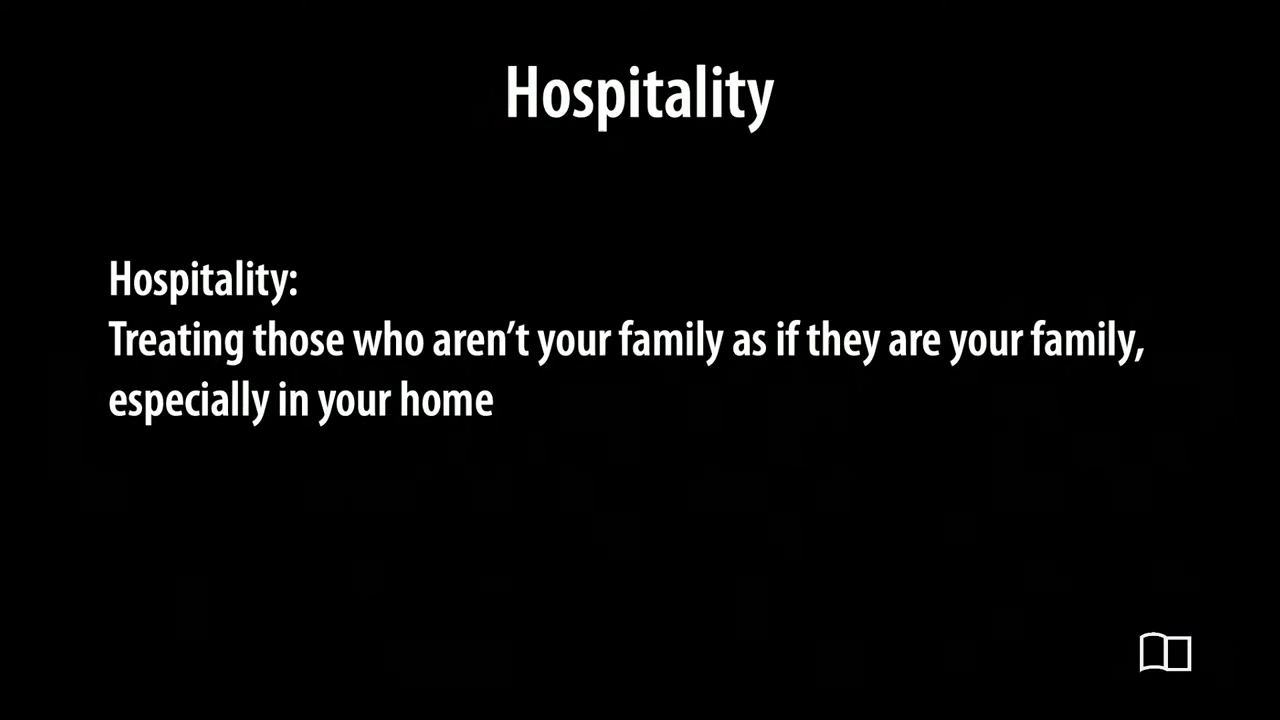 Hospitality
Hospitality:
Treating those who aren’t your family as if they are your family,
especially in your home